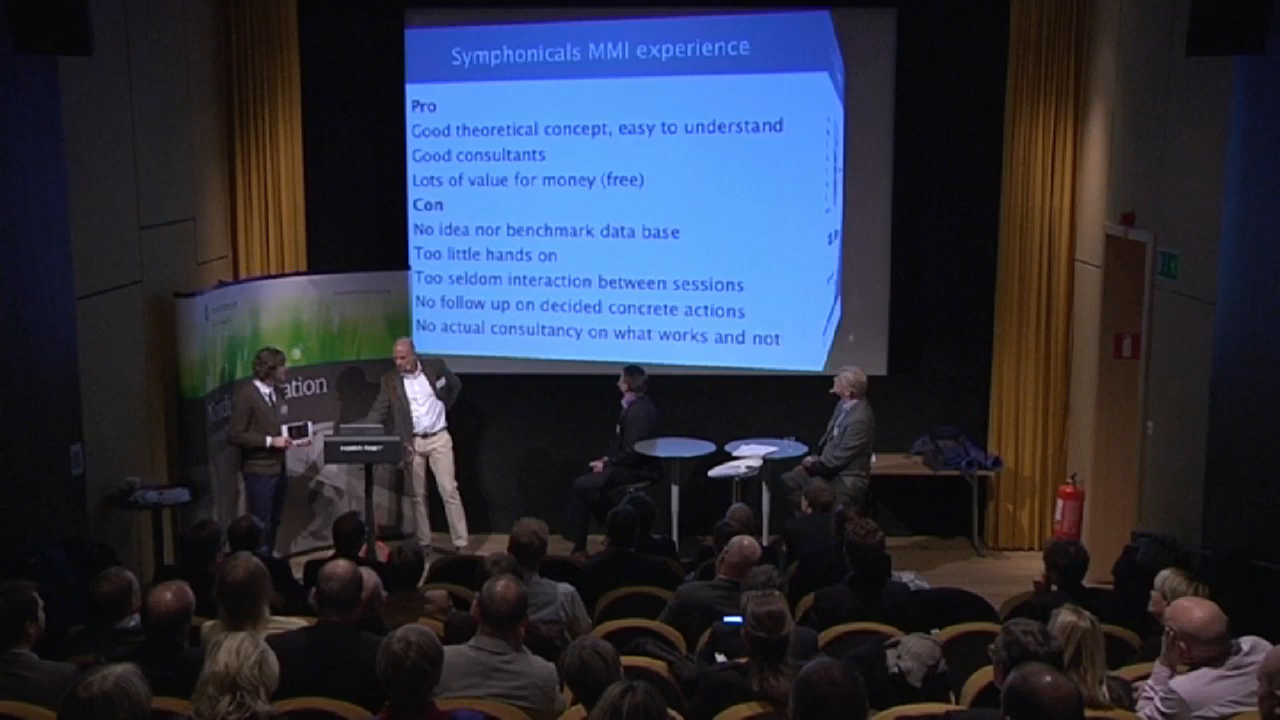 Symphonicals MMI experience
Pro
Good theoretical concept, easy to understand
Good consultants
Lots of value for money (free)
Con
No idea nor benchmark data base
Too little hands on
Too seldom interaction between sessions
No follow up on decided concrete actions
No actual consultancy on what works and not